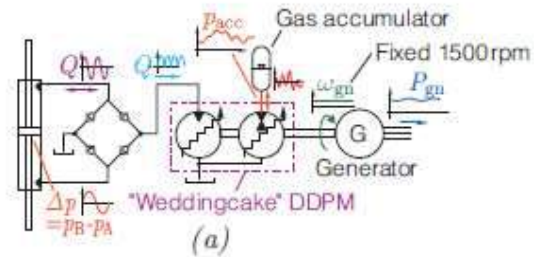 p_acc
Gas accumulator
Q
Q
Fixed 1500rpm
ω_gn
P_gn
G
Generator
Δp
=p_B-p_A
"Weddingcake" DDPM
(a)